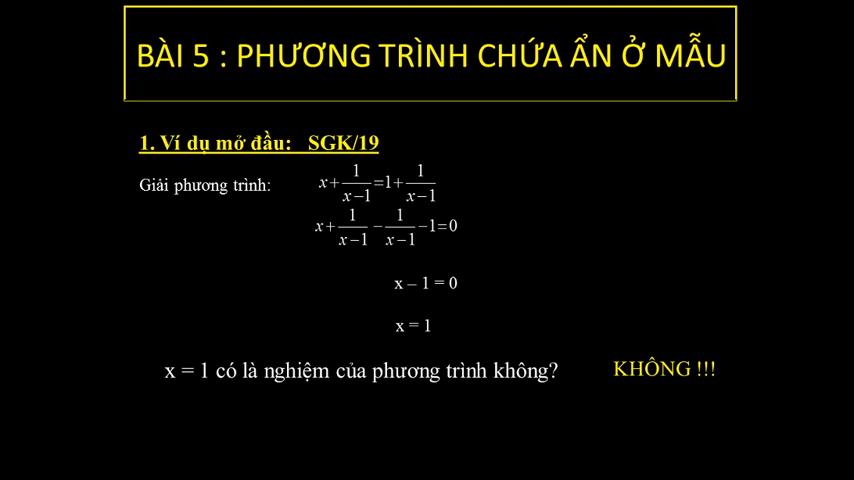 BÀI 5 : PHƯƠNG TRÌNH CHỨA ẨN Ở MẪU
1. Ví dụ mở đầu: SGK/19
Giải phương trình: x + 1/(x−1) = 1 + 1/(x−1)
x + 1/(x−1) − 1/(x−1) − 1 = 0
x – 1 = 0
x = 1
x = 1 có là nghiệm của phương trình không? KHÔNG !!!